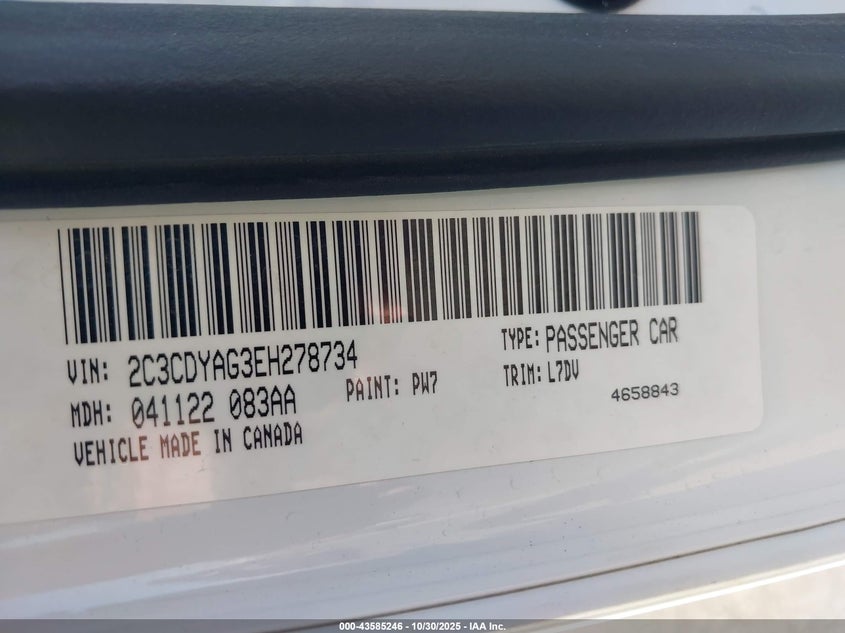 VIN: 2C3CDYAG3EH278734
TYPE: PASSENGER CAR
MDH: 041122 083AA
PAINT: PW7
TRIM: L7DV
4658843
VEHICLE MADE IN CANADA
000-43585246 - 10/30/2025 - IAA Inc.